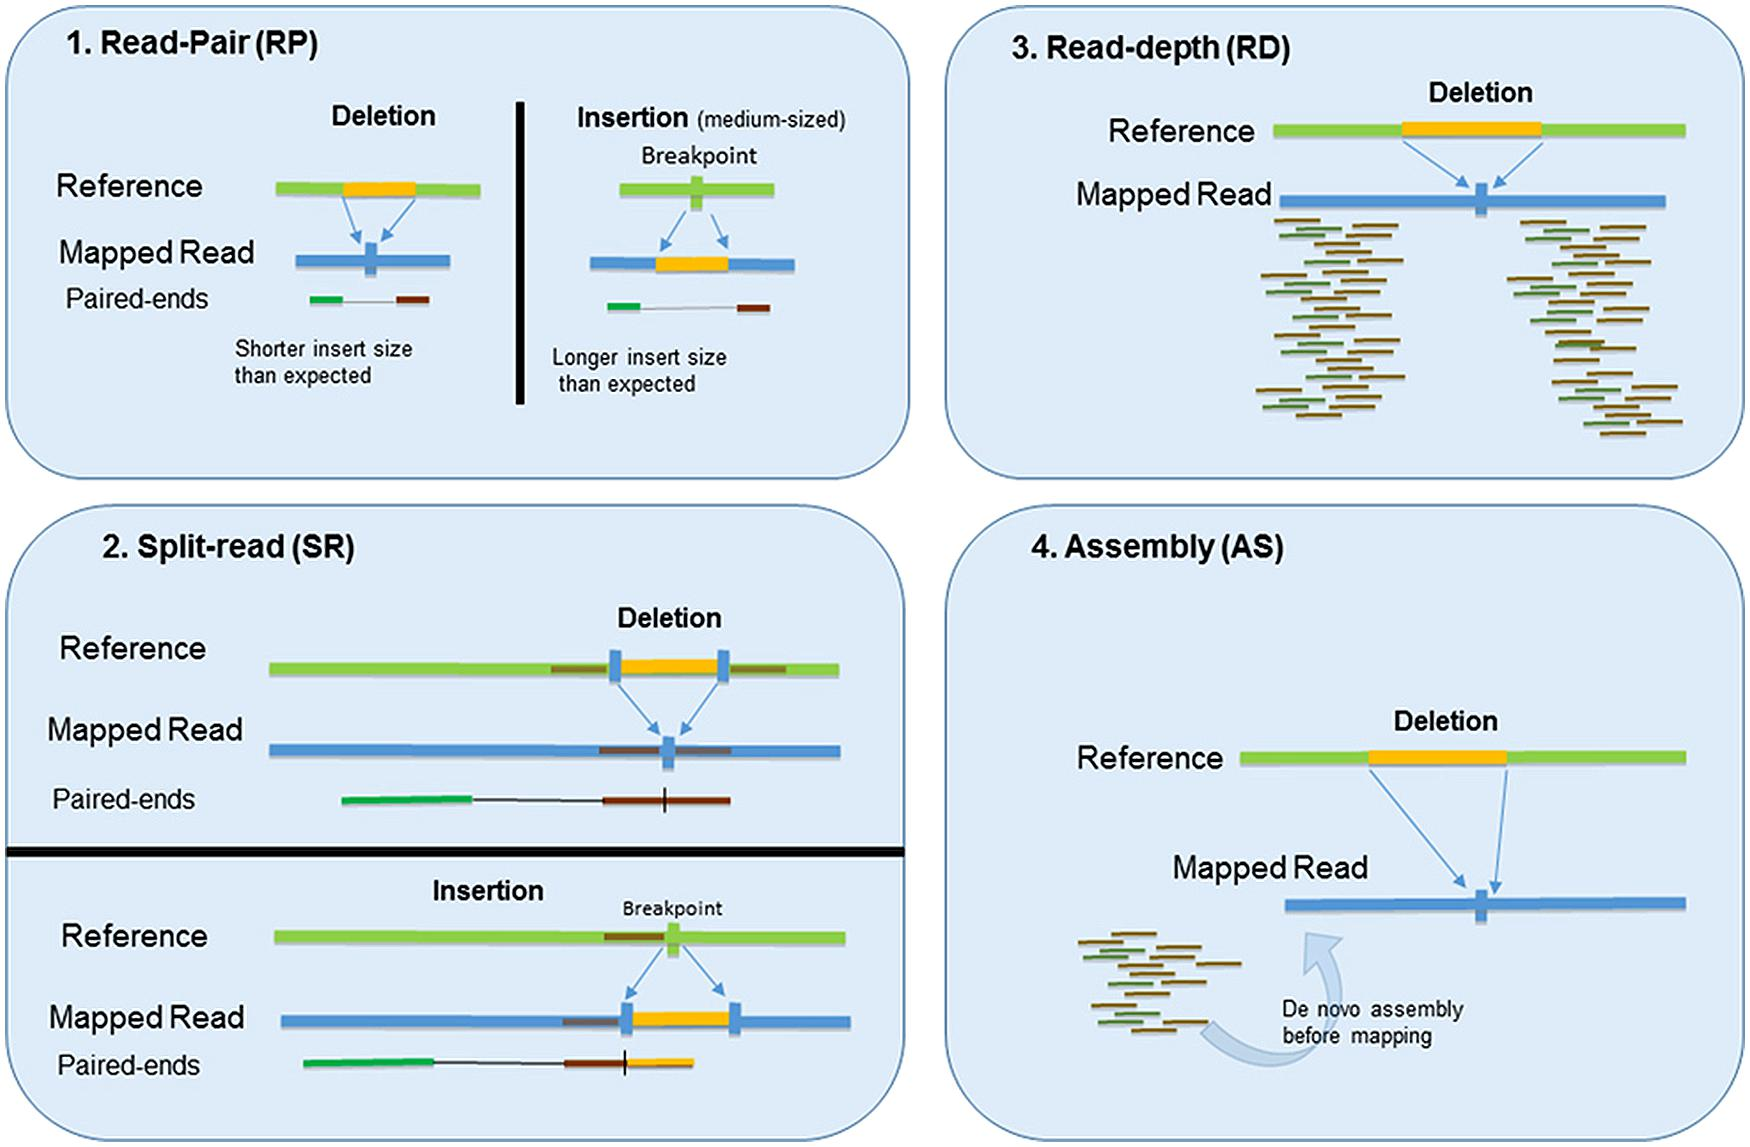 1. Read-Pair (RP)
Deletion
Reference
Mapped Read
Paired-ends
Shorter insert size
than expected
Insertion (medium-sized)
Breakpoint
Longer insert size
than expected
2. Split-read (SR)
Deletion
Reference
Mapped Read
Paired-ends
Insertion
Breakpoint
Reference
Mapped Read
Paired-ends
3. Read-depth (RD)
Deletion
Reference
Mapped Read
4. Assembly (AS)
Deletion
Reference
Mapped Read
De novo assembly
before mapping